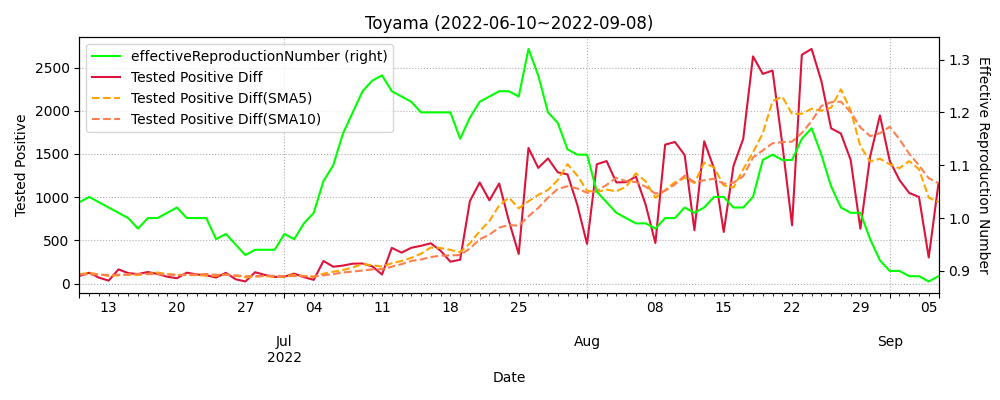 Toyama (2022-06-10~2022-09-08)
effectiveReproductionNumber (right)
Tested Positive Diff
Tested Positive Diff(SMA5)
Tested Positive Diff(SMA10)
Tested Positive
2500
2000
1500
1000
500
0
1.3
1.2
1.1
1.0
0.9
Effective Reproduction Number
13 20 27 04 11 18 25 08 15 22 29 05
Jul Aug Sep
2022
Date